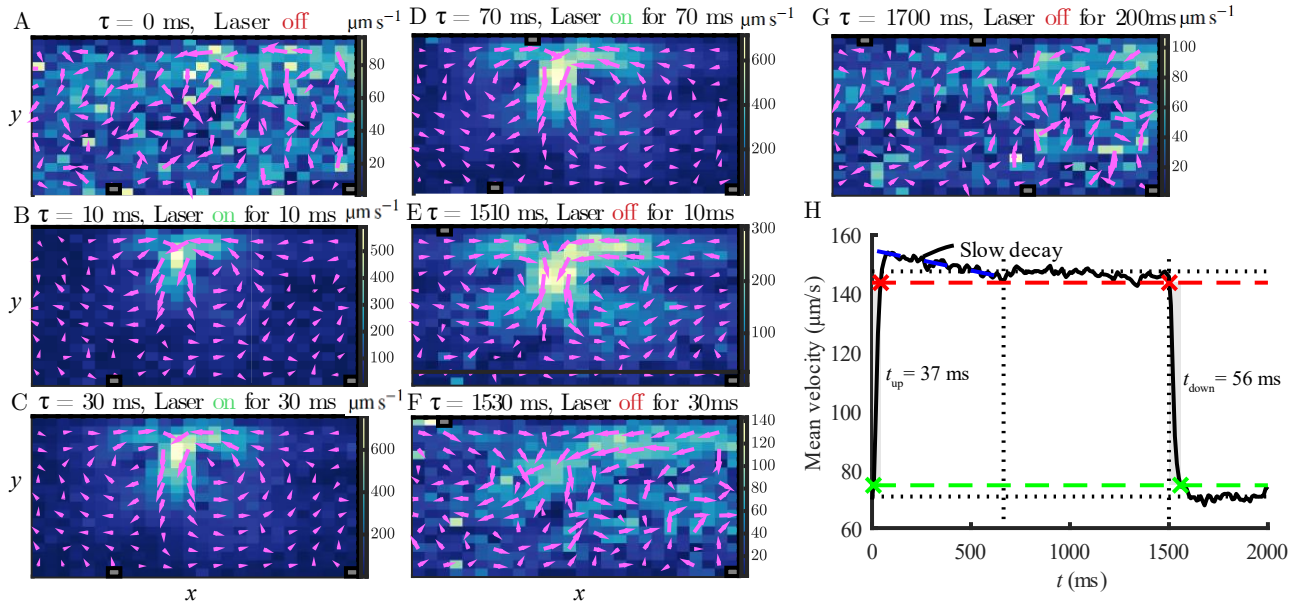 A τ = 0 ms, Laser off μm s⁻¹
80
60
40
20
y
B τ = 10 ms, Laser on for 10 ms μm s⁻¹
500
400
300
200
100
y
C τ = 30 ms, Laser on for 30 ms μm s⁻¹
600
400
200
y
x
D τ = 70 ms, Laser on for 70 ms μm s⁻¹
600
400
200
E τ = 1510 ms, Laser off for 10ms
300
200
100
F τ = 1530 ms, Laser off for 30ms
140
120
100
80
60
40
20
x
G τ = 1700 ms, Laser off for 200ms μm s⁻¹
100
80
60
40
20
H
160
140
120
100
80
60
Mean velocity (μm/s)
Slow decay
t_up = 37 ms
t_down = 56 ms
0 500 1000 1500 2000
t (ms)